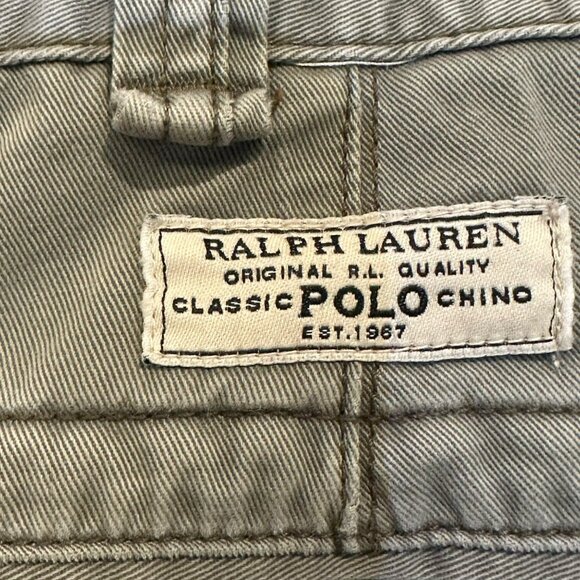 RALPH LAUREN
ORIGINAL R.L. QUALITY
CLASSIC POLO CHINO
EST. 1967